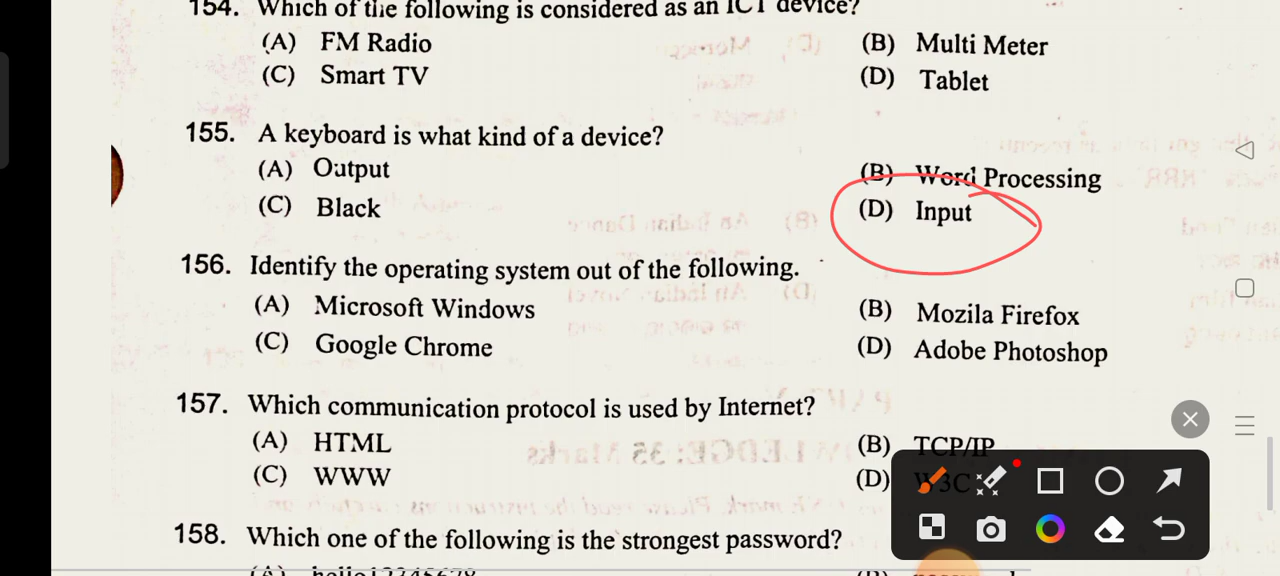 154. Which of the following is considered as an ICT device?
(A) FM Radio (B) Multi Meter
(C) Smart TV (D) Tablet
155. A keyboard is what kind of a device?
(A) Output (B) Word Processing
(C) Black (D) Input
156. Identify the operating system out of the following.
(A) Microsoft Windows (B) Mozila Firefox
(C) Google Chrome (D) Adobe Photoshop
157. Which communication protocol is used by Internet?
(A) HTML (B) TCP/IP
(C) WWW (D) W3C
158. Which one of the following is the strongest password?
(A) (B)